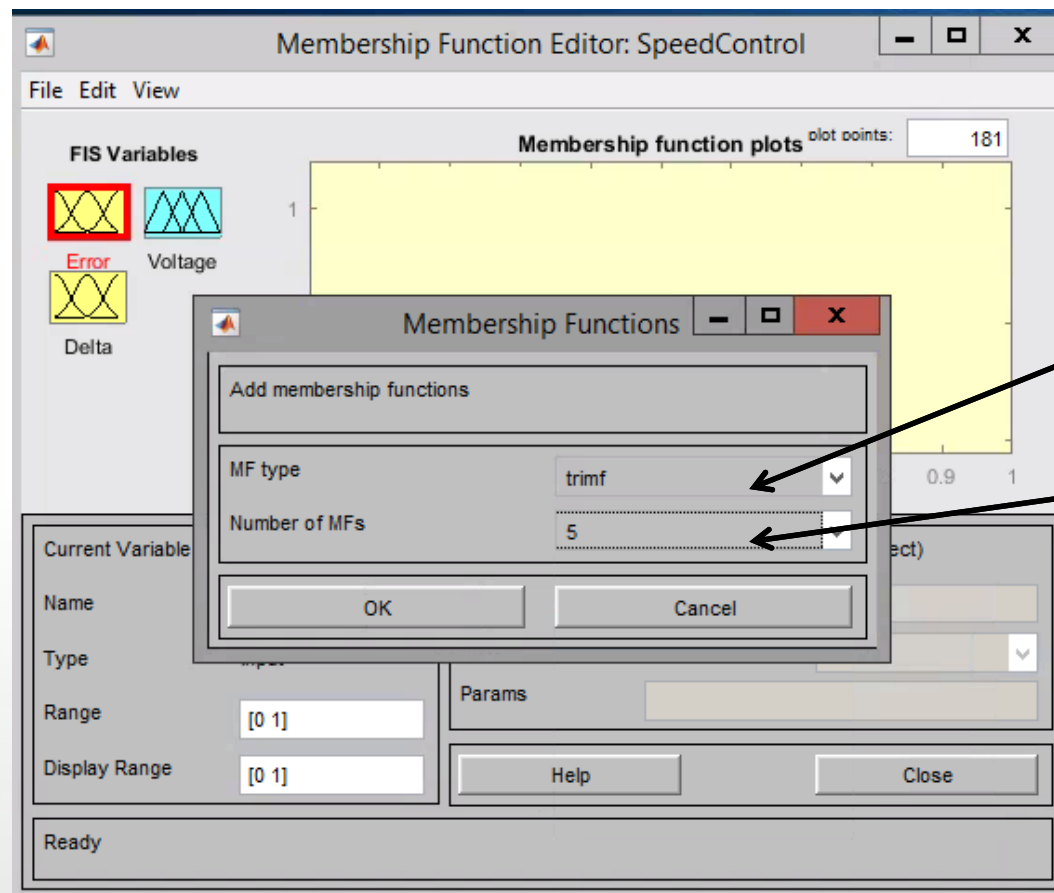 Membership Function Editor: SpeedControl
File Edit View
FIS Variables
Membership function plots plot points: 181
Error Voltage
Delta
1
Membership Functions
Add membership functions
MF type trimf
Number of MFs 5
OK Cancel
0.9 1
Current Variable
ect)
Name
Type
Range [0 1]
Params
Display Range [0 1]
Help Close
Ready